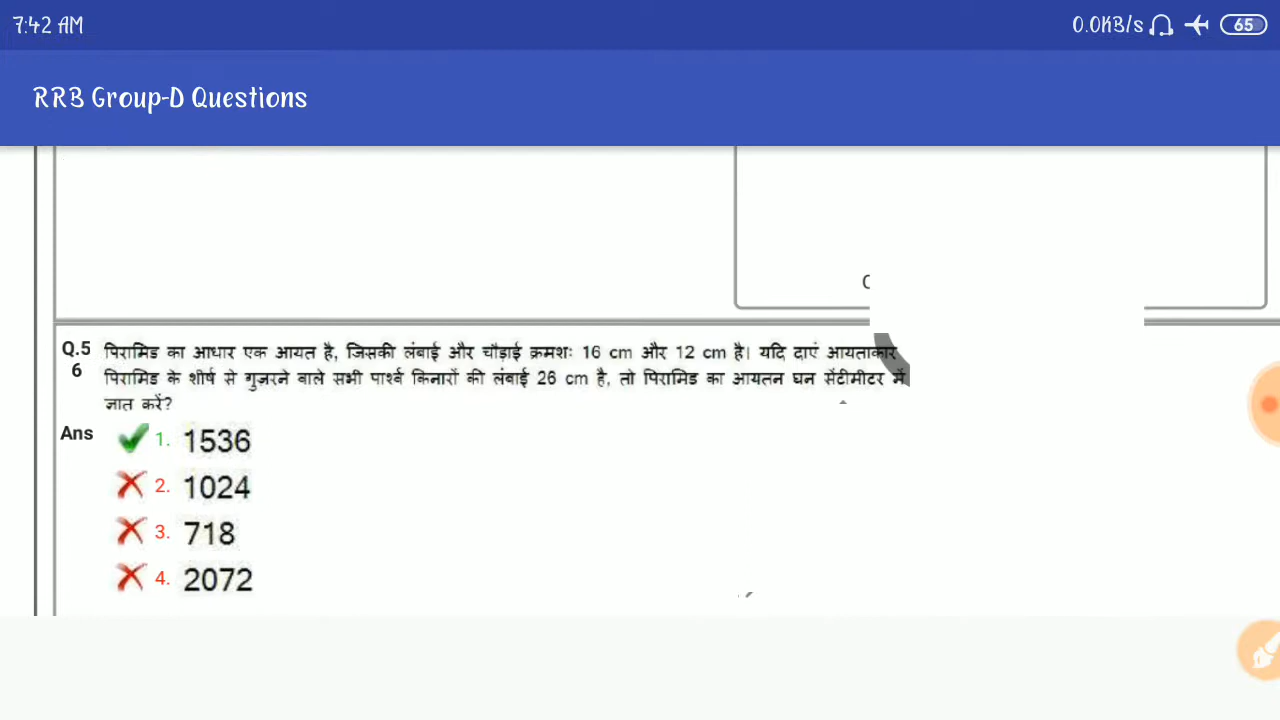 7:42 AM
0.0KB/s
65
RRB Group-D Questions
Q.5
6
पिरामिड का आधार एक आयत है, जिसकी लंबाई और चौड़ाई क्रमशः 16 cm और 12 cm है। यदि दाएं आयताकार
पिरामिड के शीर्ष से गुज़रने वाले सभी पार्श्व किनारों की लंबाई 26 cm है, तो पिरामिड का आयतन घन सेंटीमीटर में
ज्ञात करें?
Ans
1. 1536
2. 1024
3. 718
4. 2072